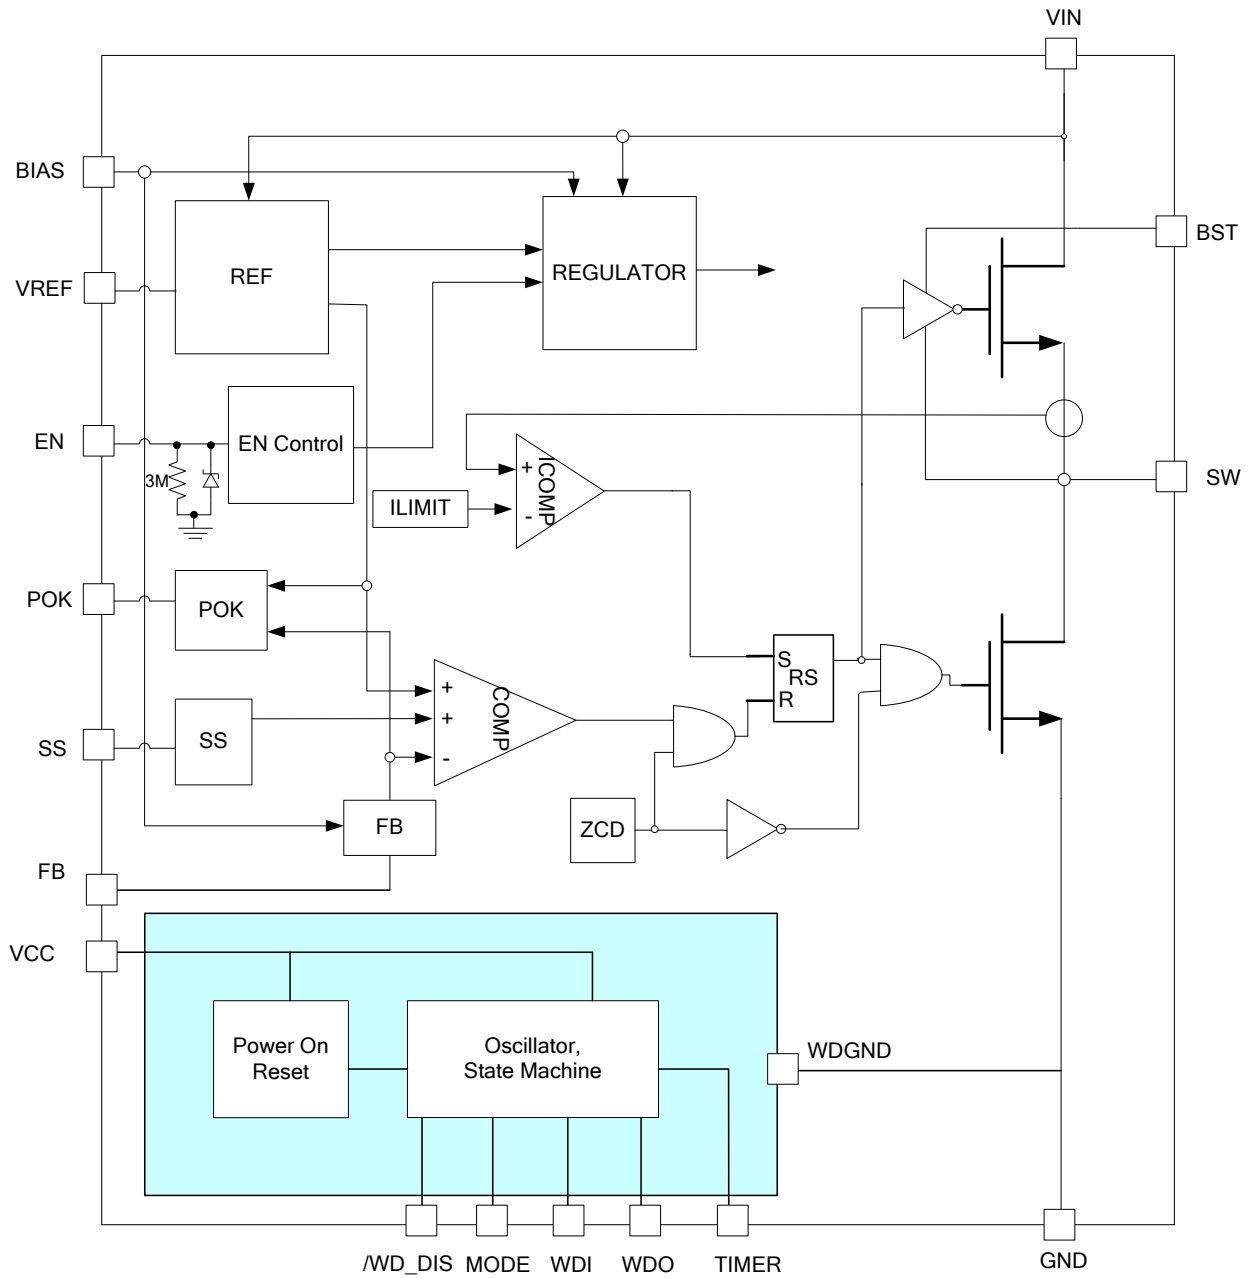 VIN
BIAS
BST
VREF
REF
REGULATOR
EN
EN Control
3M
SW
ILIMIT
+
-
ICOMP
POK
POK
S
RS
R
+
+
-
COMP
SS
SS
ZCD
FB
FB
VCC
Power On
Reset
Oscillator,
State Machine
WDGND
/WD_DIS
MODE
WDI
WDO
TIMER
GND